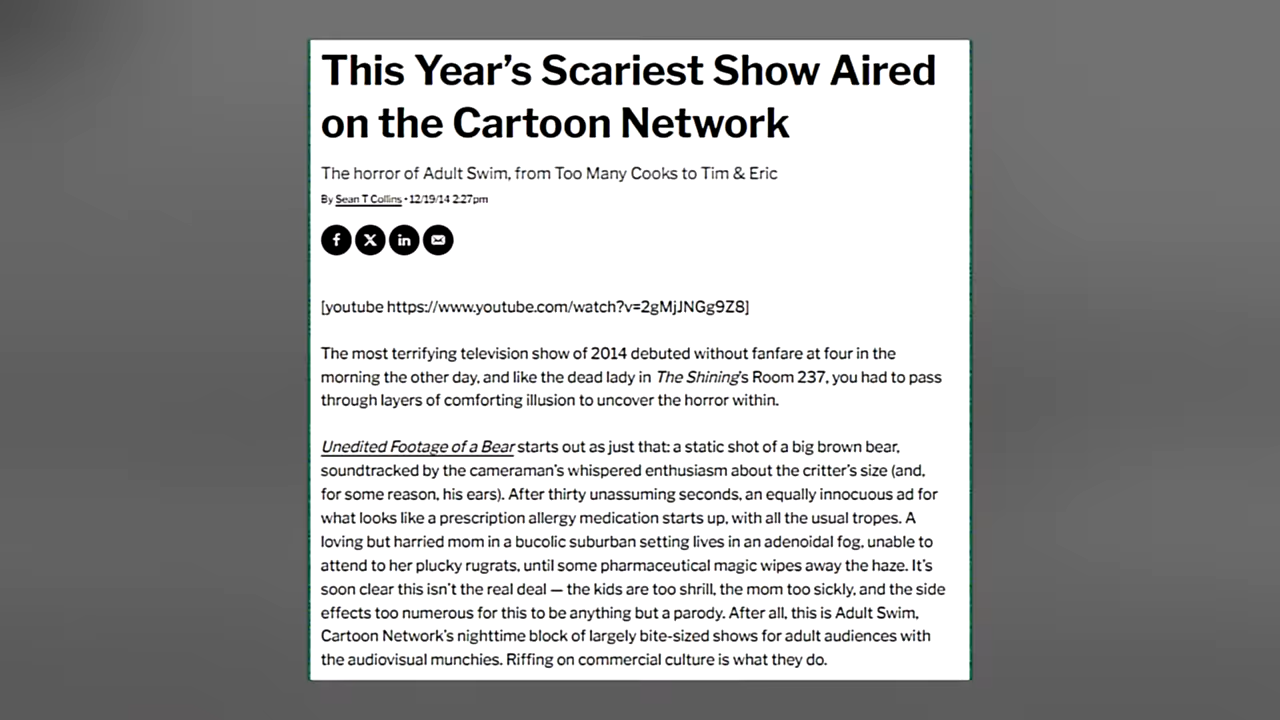 This Year’s Scariest Show Aired
on the Cartoon Network
The horror of Adult Swim, from Too Many Cooks to Tim & Eric
By Sean T Collins • 12/19/14 2:27pm
f X in
[youtube https://www.youtube.com/watch?v=2gMjJNGg9Z8]
The most terrifying television show of 2014 debuted without fanfare at four in the
morning the other day, and like the dead lady in The Shining’s Room 237, you had to pass
through layers of comforting illusion to uncover the horror within.
Unedited Footage of a Bear starts out as just that: a static shot of a big brown bear,
soundtracked by the cameraman’s whispered enthusiasm about the critter’s size (and,
for some reason, his ears). After thirty unassuming seconds, an equally innocuous ad for
what looks like a prescription allergy medication starts up, with all the usual tropes. A
loving but harried mom in a bucolic suburban setting lives in an adenoidal fog, unable to
attend to her plucky rugrats, until some pharmaceutical magic wipes away the haze. It’s
soon clear this isn’t the real deal — the kids are too shrill, the mom too sickly, and the side
effects too numerous for this to be anything but a parody. After all, this is Adult Swim,
Cartoon Network’s nighttime block of largely bite-sized shows for adult audiences with
the audiovisual munchies. Riffing on commercial culture is what they do.